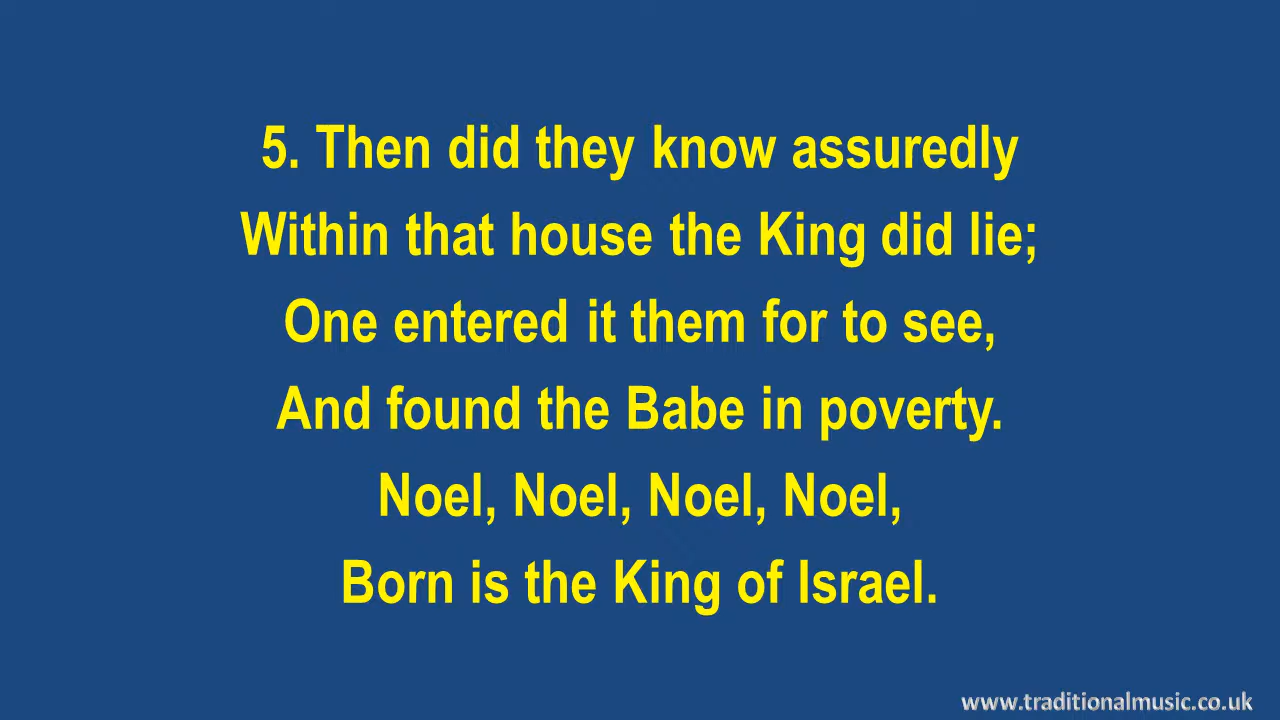 5. Then did they know assuredly
Within that house the King did lie;
One entered it them for to see,
And found the Babe in poverty.
Noel, Noel, Noel, Noel,
Born is the King of Israel.
www.traditionalmusic.co.uk